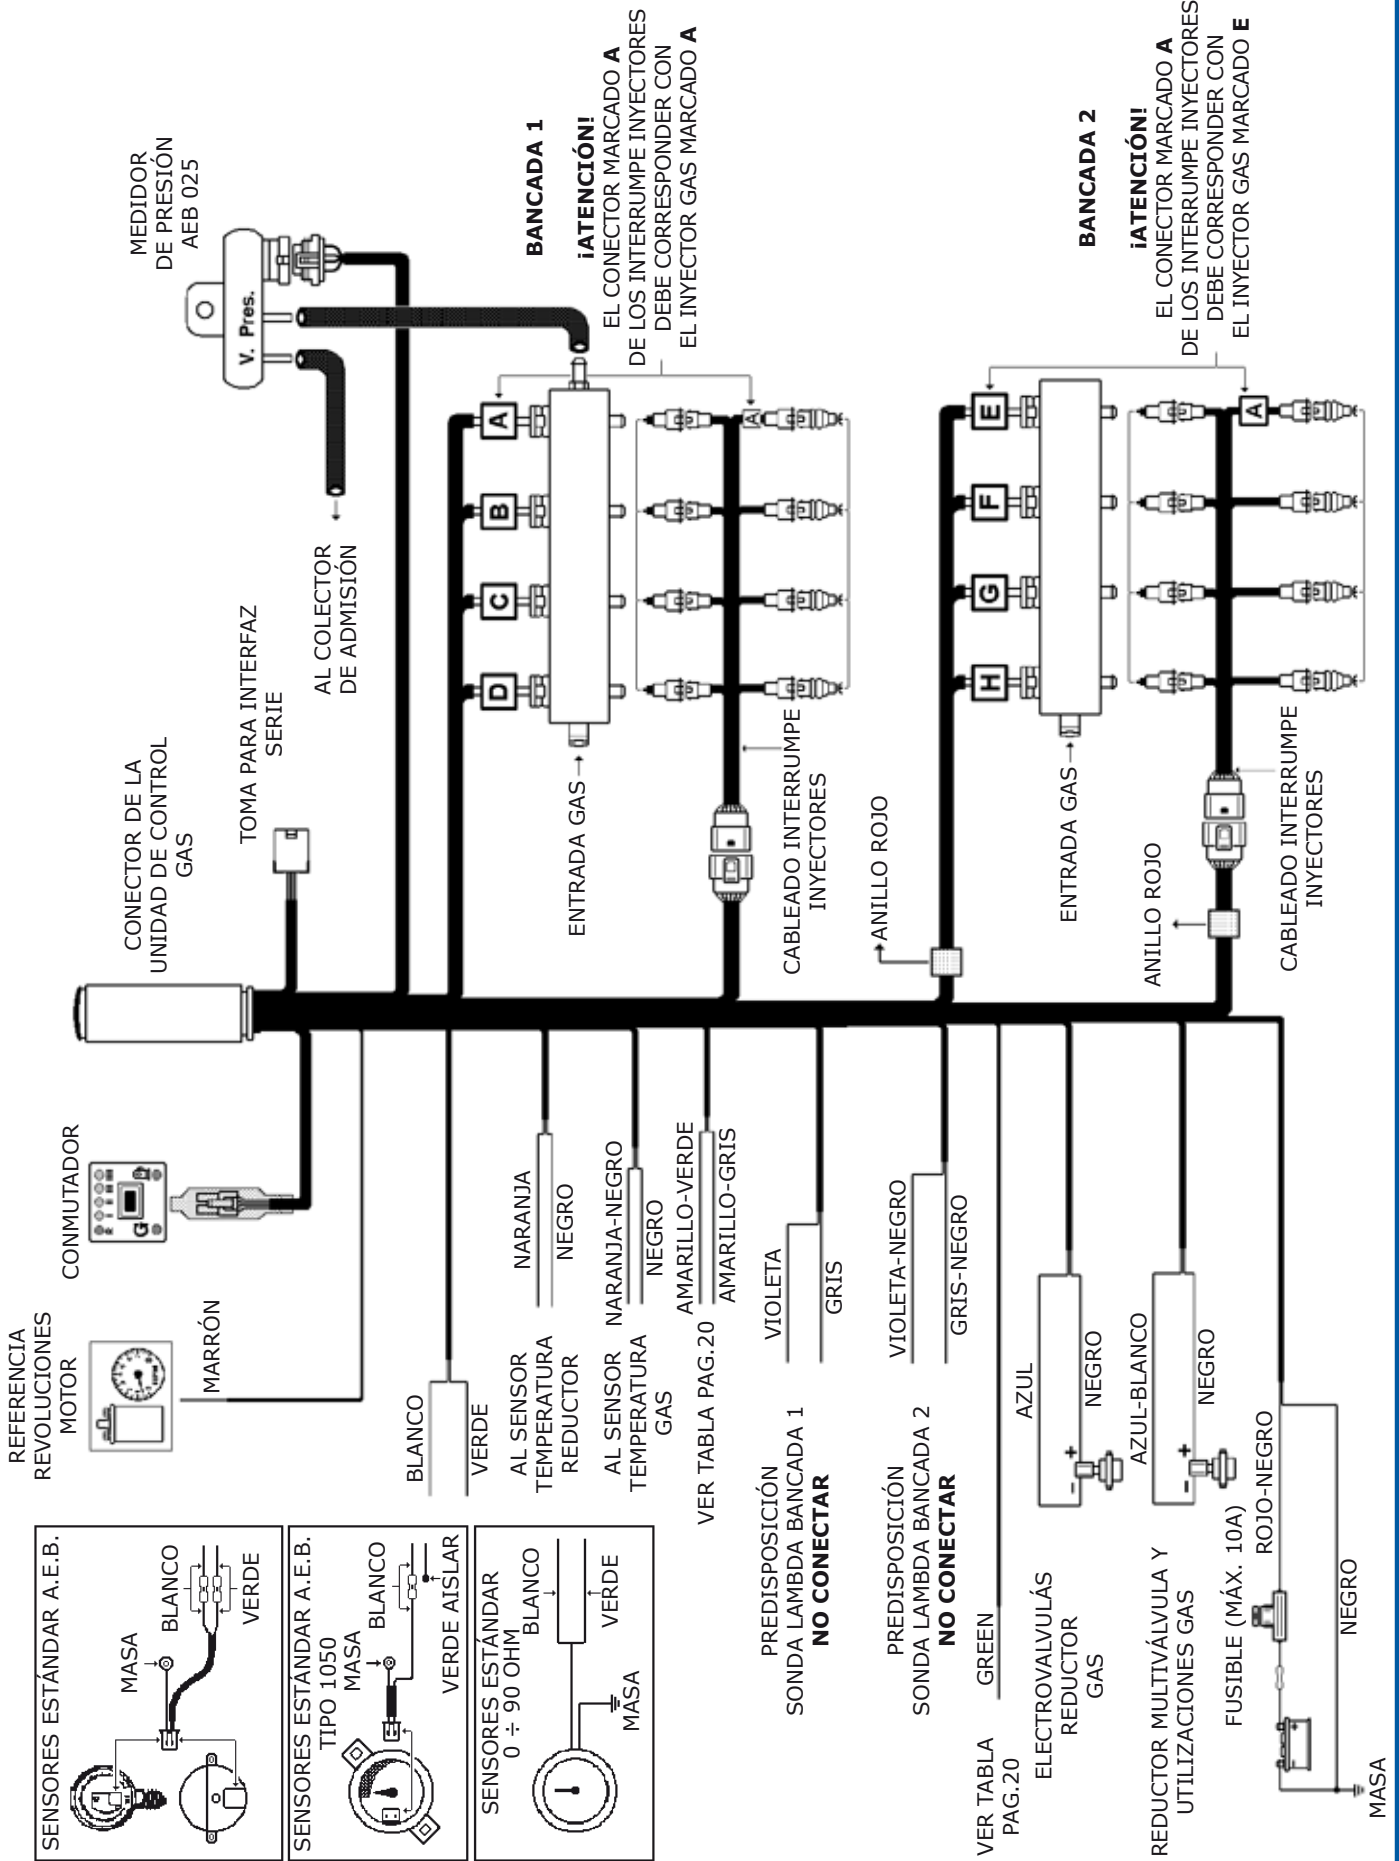 SENSORES ESTÁNDAR A.E.B.
MASA
BLANCO
VERDE
SENSORES ESTÁNDAR A.E.B.
TIPO 1050
MASA
BLANCO
VERDE AISLAR
SENSORES ESTÁNDAR
0 ÷ 90 OHM
BLANCO
VERDE
MASA
REFERENCIA
REVOLUCIONES
MOTOR
MARRÓN
CONMUTADOR
CONECTOR DE LA
UNIDAD DE CONTROL
GAS
TOMA PARA INTERFAZ
SERIE
AL COLECTOR
DE ADMISIÓN
MEDIDOR
DE PRESIÓN
AEB 025
V. Pres.
BLANCO
VERDE
AL SENSOR
TEMPERATURA
REDUCTOR
NARANJA
NEGRO
AL SENSOR
TEMPERATURA
GAS
NARANJA-NEGRO
NEGRO
VER TABLA PAG.20
AMARILLO-VERDE
AMARILLO-GRIS
PREDISPOSICIÓN
SONDA LAMBDA BANCADA 1
NO CONECTAR
VIOLETA
GRIS
PREDISPOSICIÓN
SONDA LAMBDA BANCADA 2
NO CONECTAR
VIOLETA-NEGRO
GRIS-NEGRO
VER TABLA
PAG.20
GREEN
ELECTROVALVULÁS
REDUCTOR
GAS
AZUL
NEGRO
REDUCTOR MULTIVÁLVULA Y
UTILIZACIONES GAS
AZUL-BLANCO
NEGRO
FUSIBLE (MÁX. 10A)
ROJO-NEGRO
NEGRO
MASA
D
C
B
A
ENTRADA GAS
A
CABLEADO INTERRUMPE
INYECTORES
BANCADA 1
¡ATENCIÓN!
EL CONECTOR MARCADO A
DE LOS INTERRUMPE INYECTORES
DEBE CORRESPONDER CON
EL INYECTOR GAS MARCADO A
ANILLO ROJO
H
G
F
E
ENTRADA GAS
A
ANILLO ROJO
CABLEADO INTERRUMPE
INYECTORES
BANCADA 2
¡ATENCIÓN!
EL CONECTOR MARCADO A
DE LOS INTERRUMPE INYECTORES
DEBE CORRESPONDER CON
EL INYECTOR GAS MARCADO E